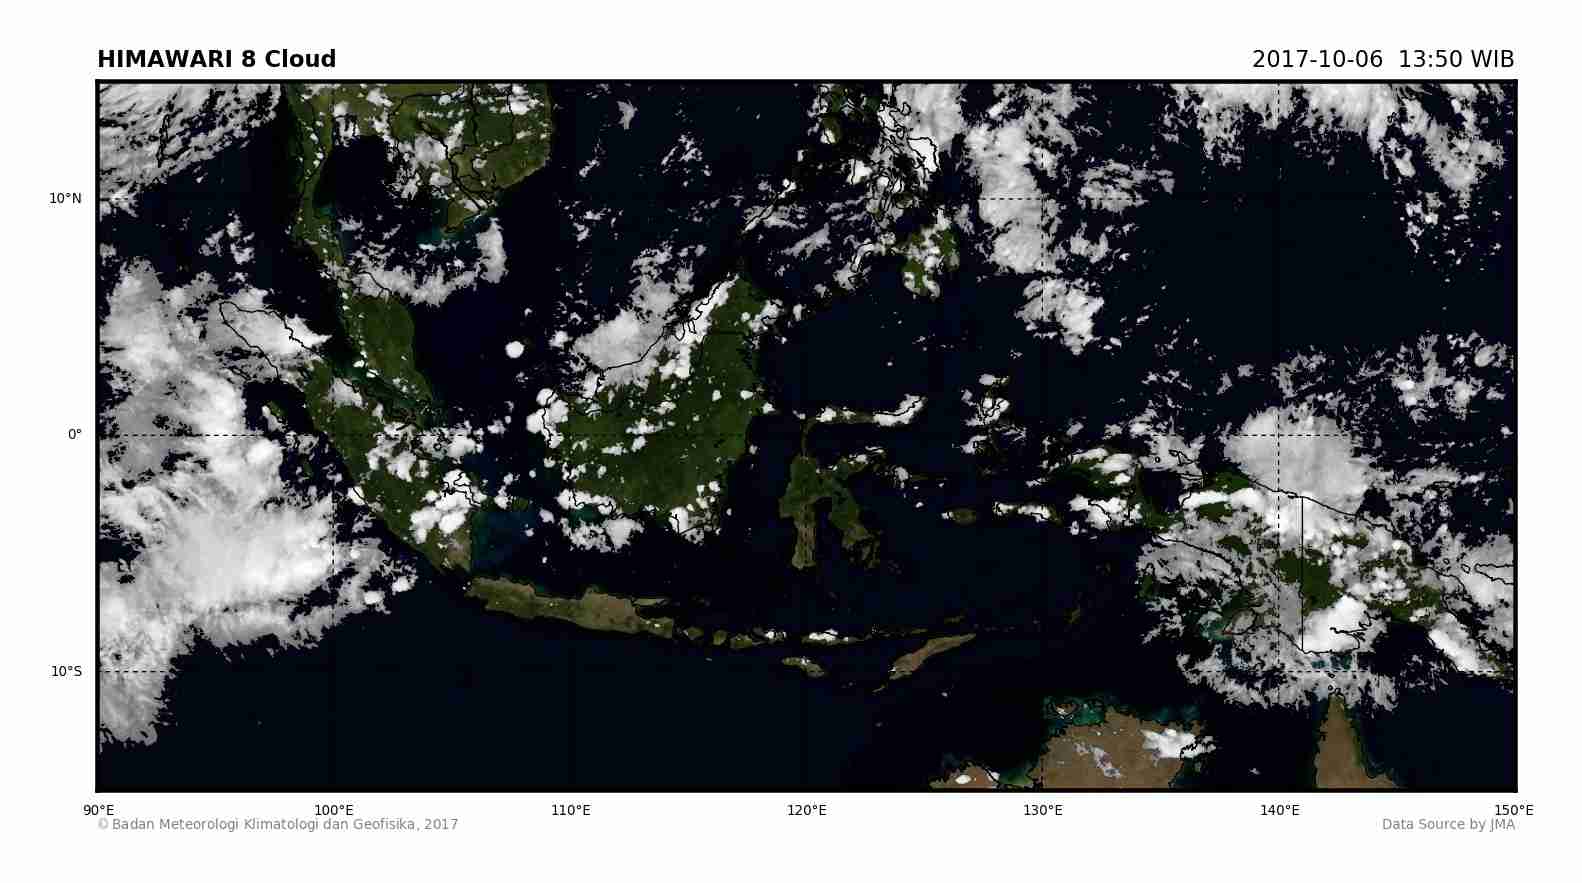 HIMAWARI 8 Cloud
2017-10-06 13:50 WIB
10°N
0°
10°S
90°E 100°E 110°E 120°E 130°E 140°E 150°E
© Badan Meteorologi Klimatologi dan Geofisika, 2017
Data Source by JMA